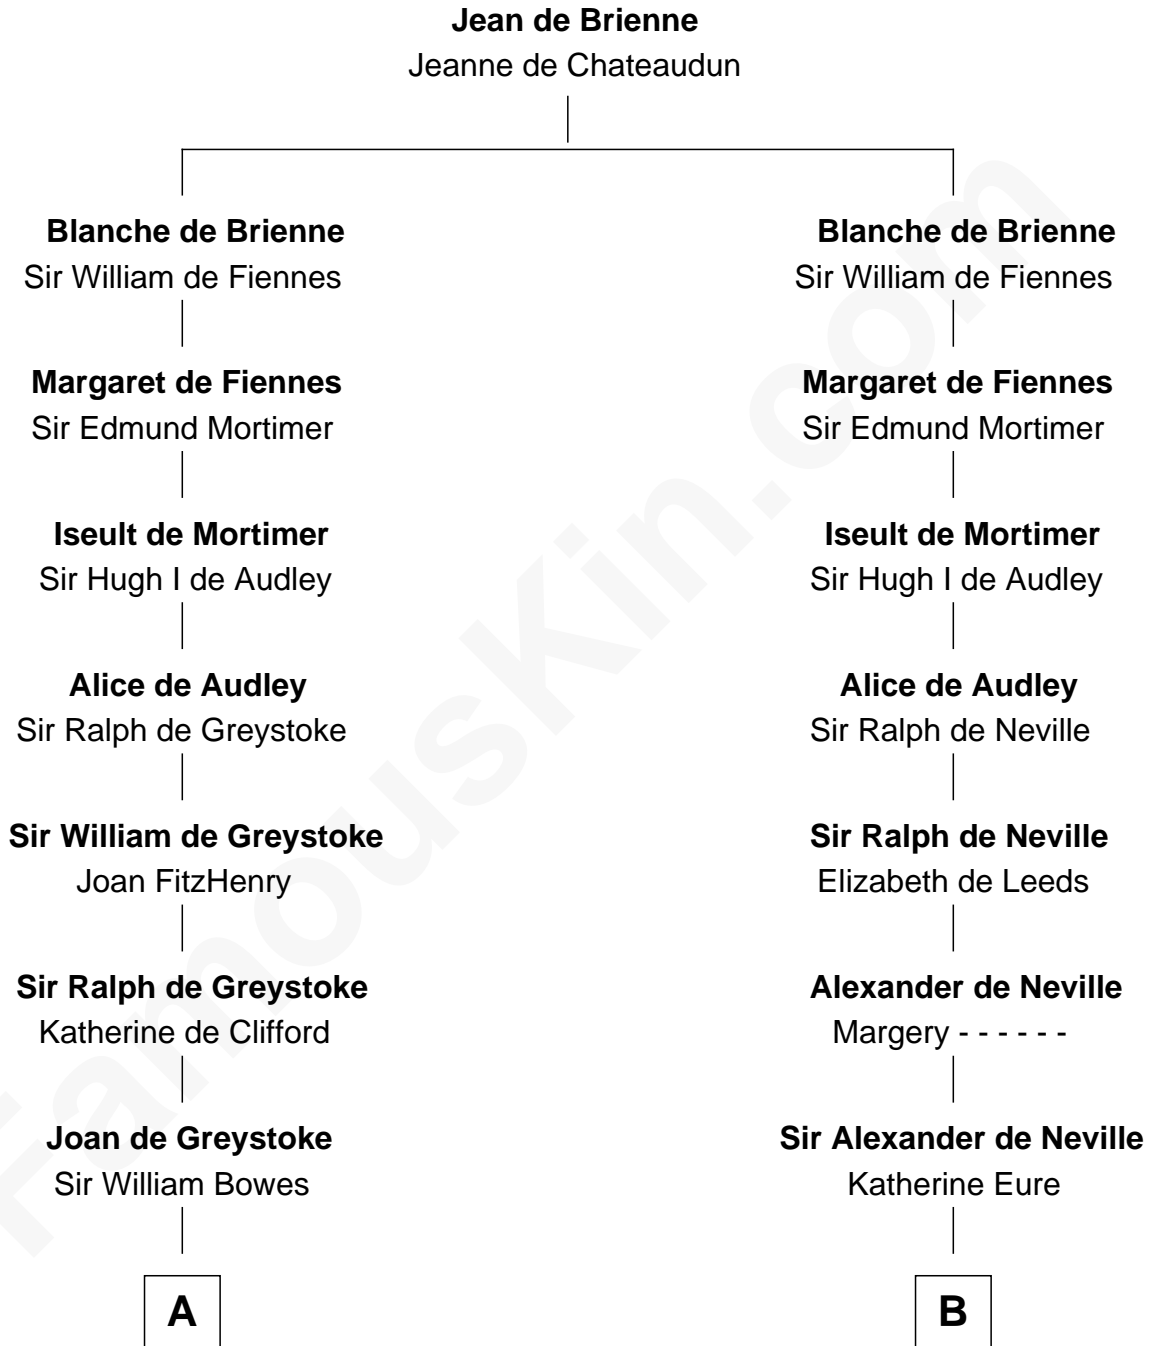 Jean de Brienne
Jeanne de Chateaudun
Blanche de Brienne
Sir William de Fiennes
Margaret de Fiennes
Sir Edmund Mortimer
Iseult de Mortimer
Sir Hugh I de Audley
Alice de Audley
Sir Ralph de Greystoke
Sir William de Greystoke
Joan FitzHenry
Sir Ralph de Greystoke
Katherine de Clifford
Joan de Greystoke
Sir William Bowes
A
Blanche de Brienne
Sir William de Fiennes
Margaret de Fiennes
Sir Edmund Mortimer
Iseult de Mortimer
Sir Hugh I de Audley
Alice de Audley
Sir Ralph de Neville
Sir Ralph de Neville
Elizabeth de Leeds
Alexander de Neville
Margery - - - - - -
Sir Alexander de Neville
Katherine Eure
B
FamousKin.com